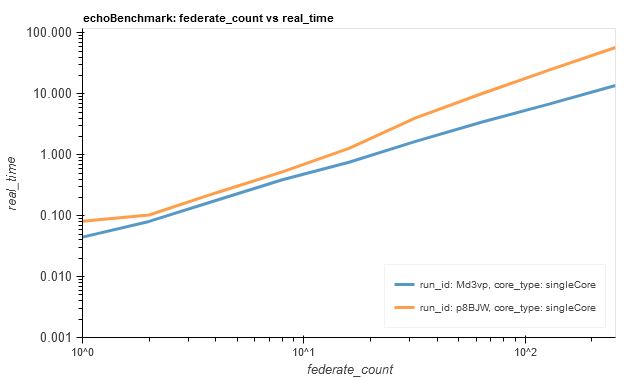 echoBenchmark: federate_count vs real_time
100.000
10.000
1.000
0.100
0.010
0.001
real_time
run_id: Md3vp, core_type: singleCore
run_id: p8BJW, core_type: singleCore
10^0
10^1
10^2
federate_count